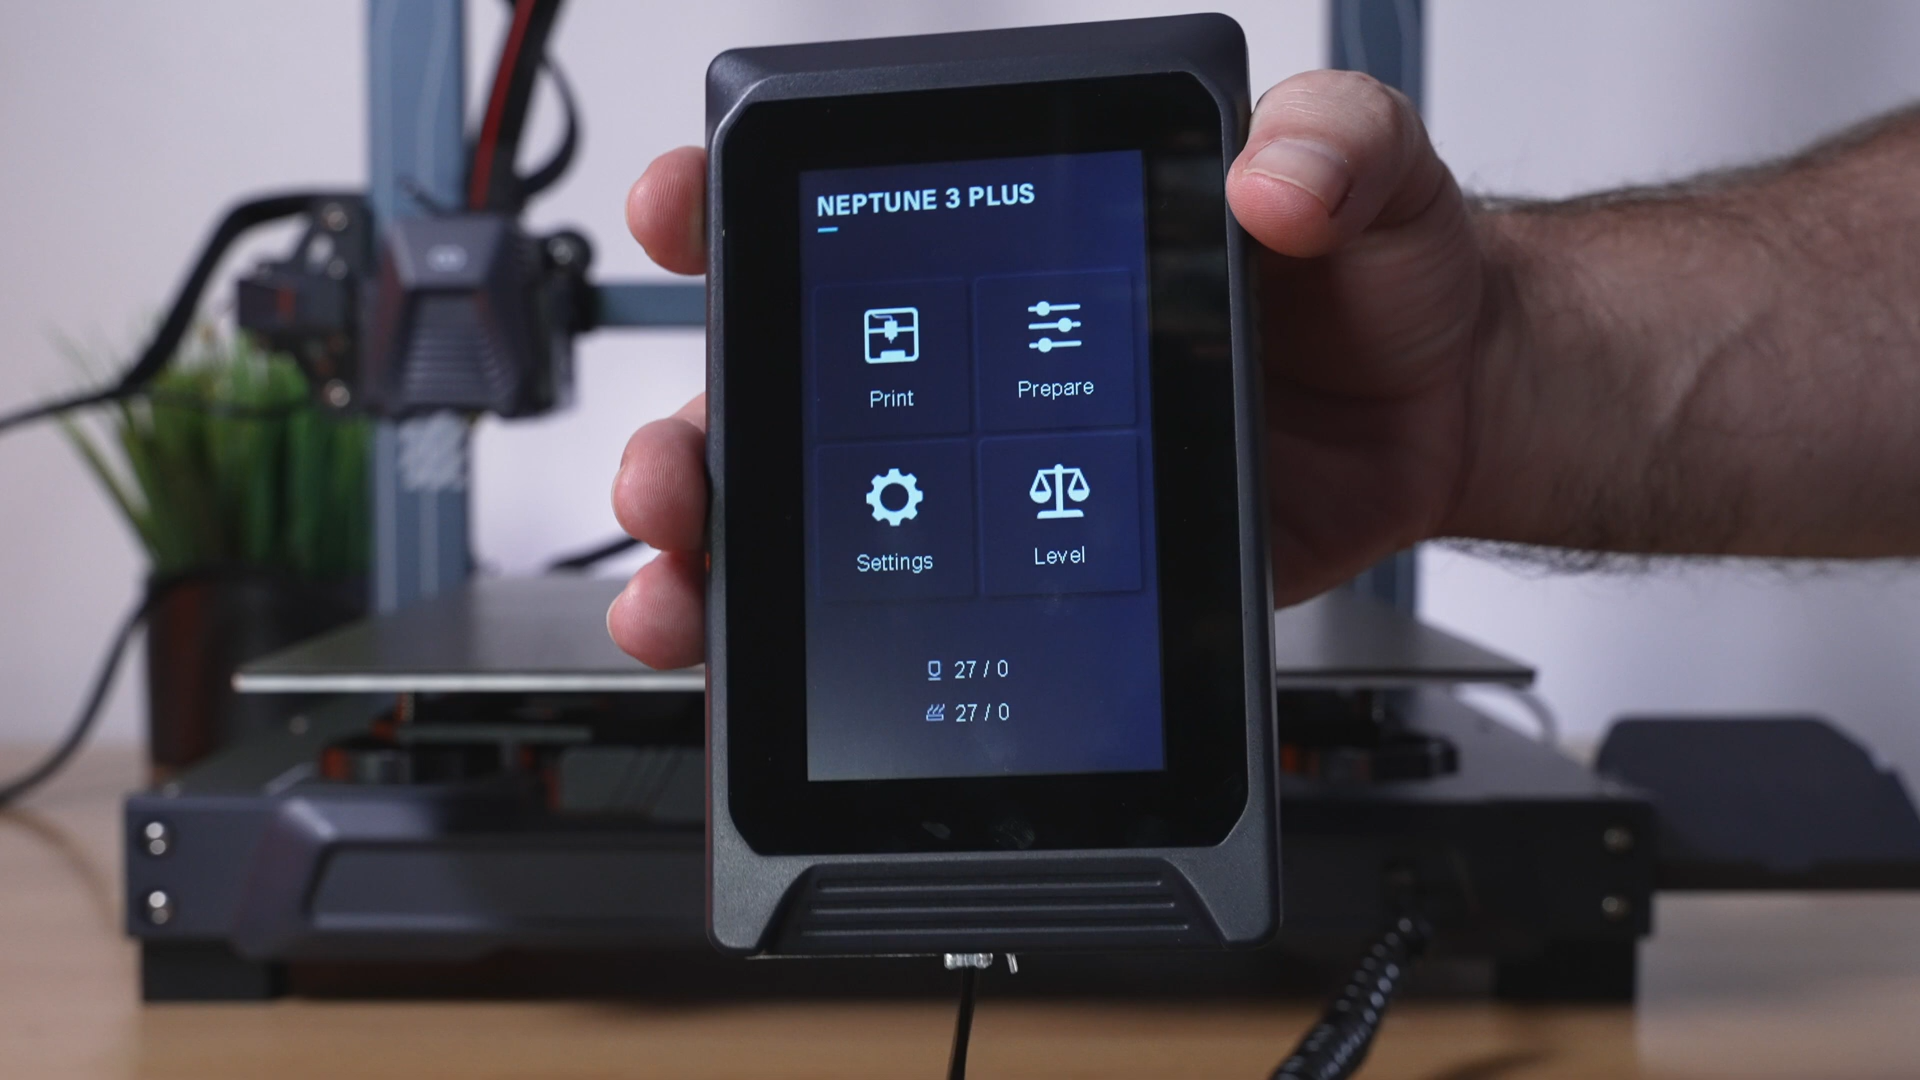 NEPTUNE 3 PLUS
Print
Prepare
Settings
Level
27 / 0
27 / 0